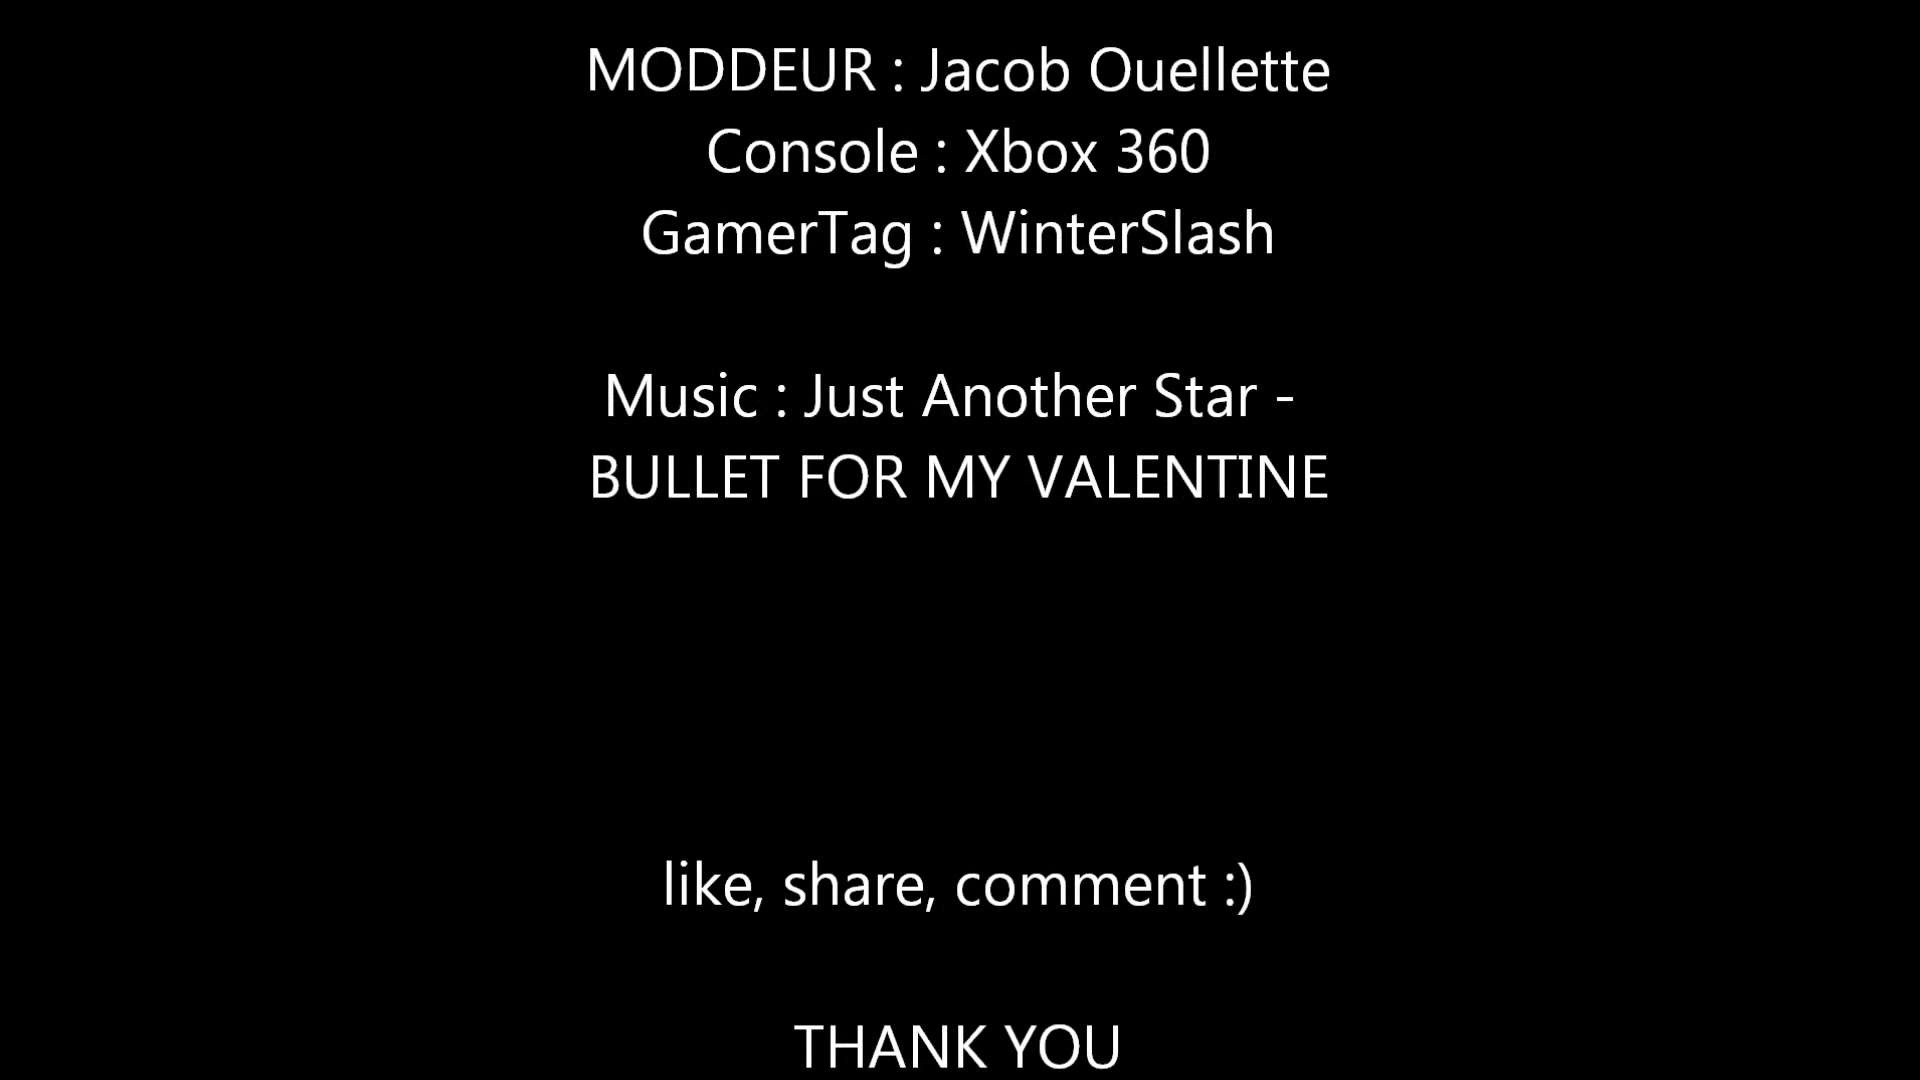 MODDEUR : Jacob Ouellette
Console : Xbox 360
GamerTag : WinterSlash
Music : Just Another Star -
BULLET FOR MY VALENTINE
like, share, comment :)
THANK YOU